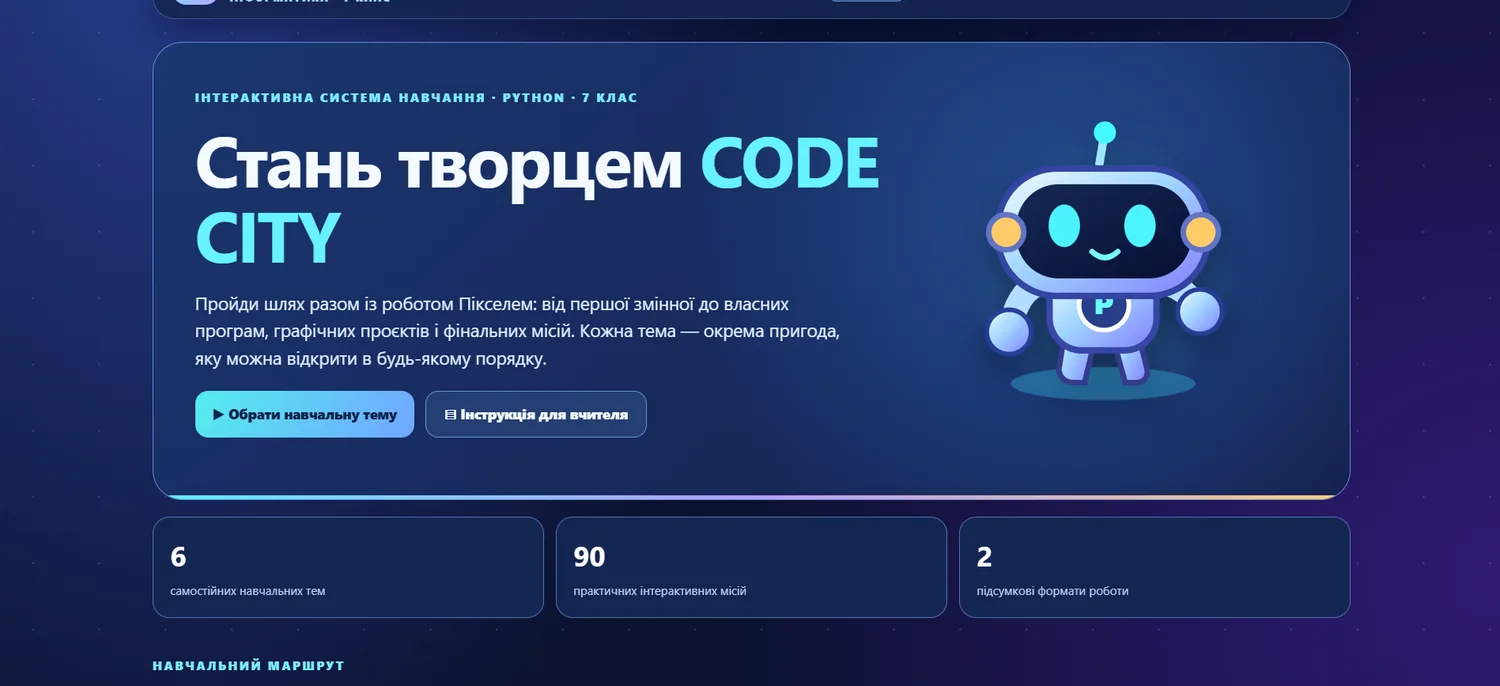 ІНТЕРАКТИВНА СИСТЕМА НАВЧАННЯ · PYTHON · 7 КЛАС
Стань творцем CODE
CITY
Пройди шлях разом із роботом Пікселем: від першої змінної до власних
програм, графічних проєктів і фінальних місій. Кожна тема — окрема пригода,
яку можна відкрити в будь-якому порядку.
▶ Обрати навчальну тему
▤ Інструкція для вчителя
P
6
самостійних навчальних тем
90
практичних інтерактивних місій
2
підсумкові формати роботи
НАВЧАЛЬНИЙ МАРШРУТ